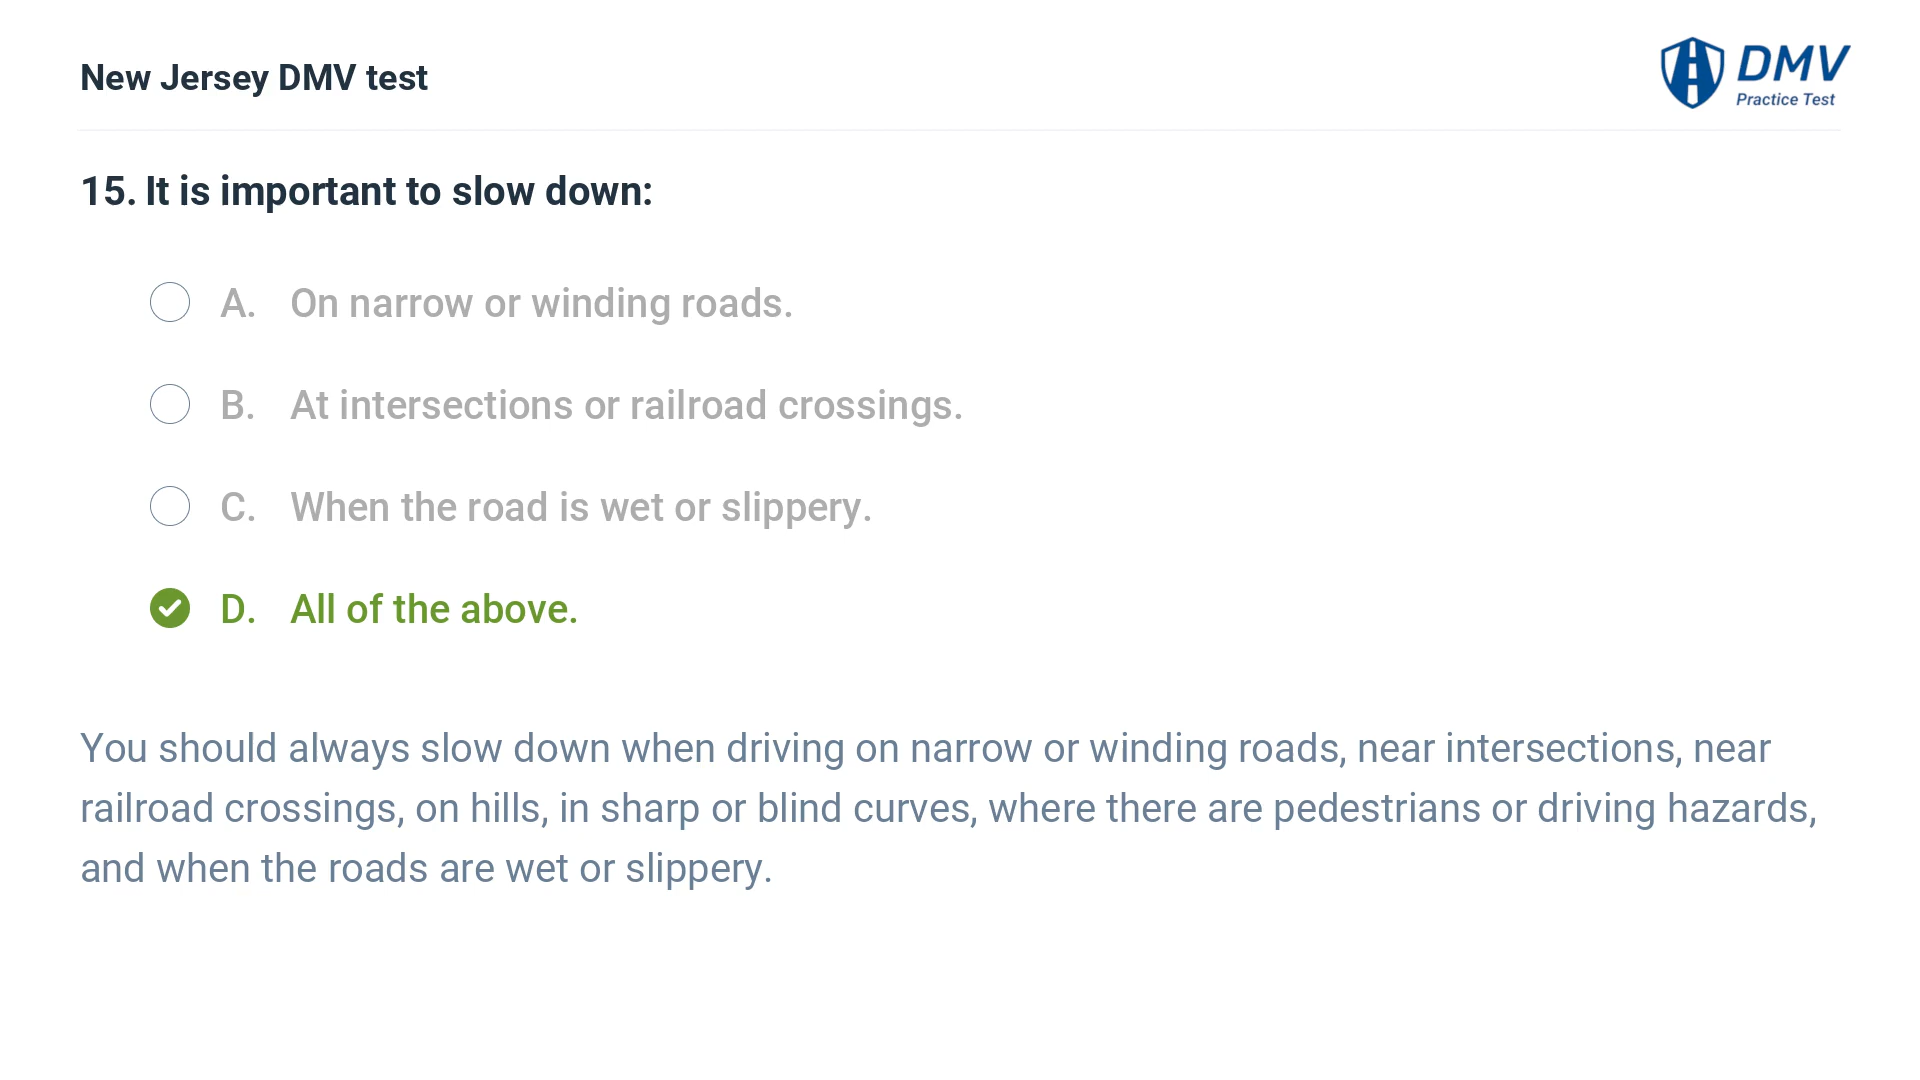 New Jersey DMV test
DMV
Practice Test
15. It is important to slow down:
A. On narrow or winding roads.
B. At intersections or railroad crossings.
C. When the road is wet or slippery.
D. All of the above.
You should always slow down when driving on narrow or winding roads, near intersections, near
railroad crossings, on hills, in sharp or blind curves, where there are pedestrians or driving hazards,
and when the roads are wet or slippery.